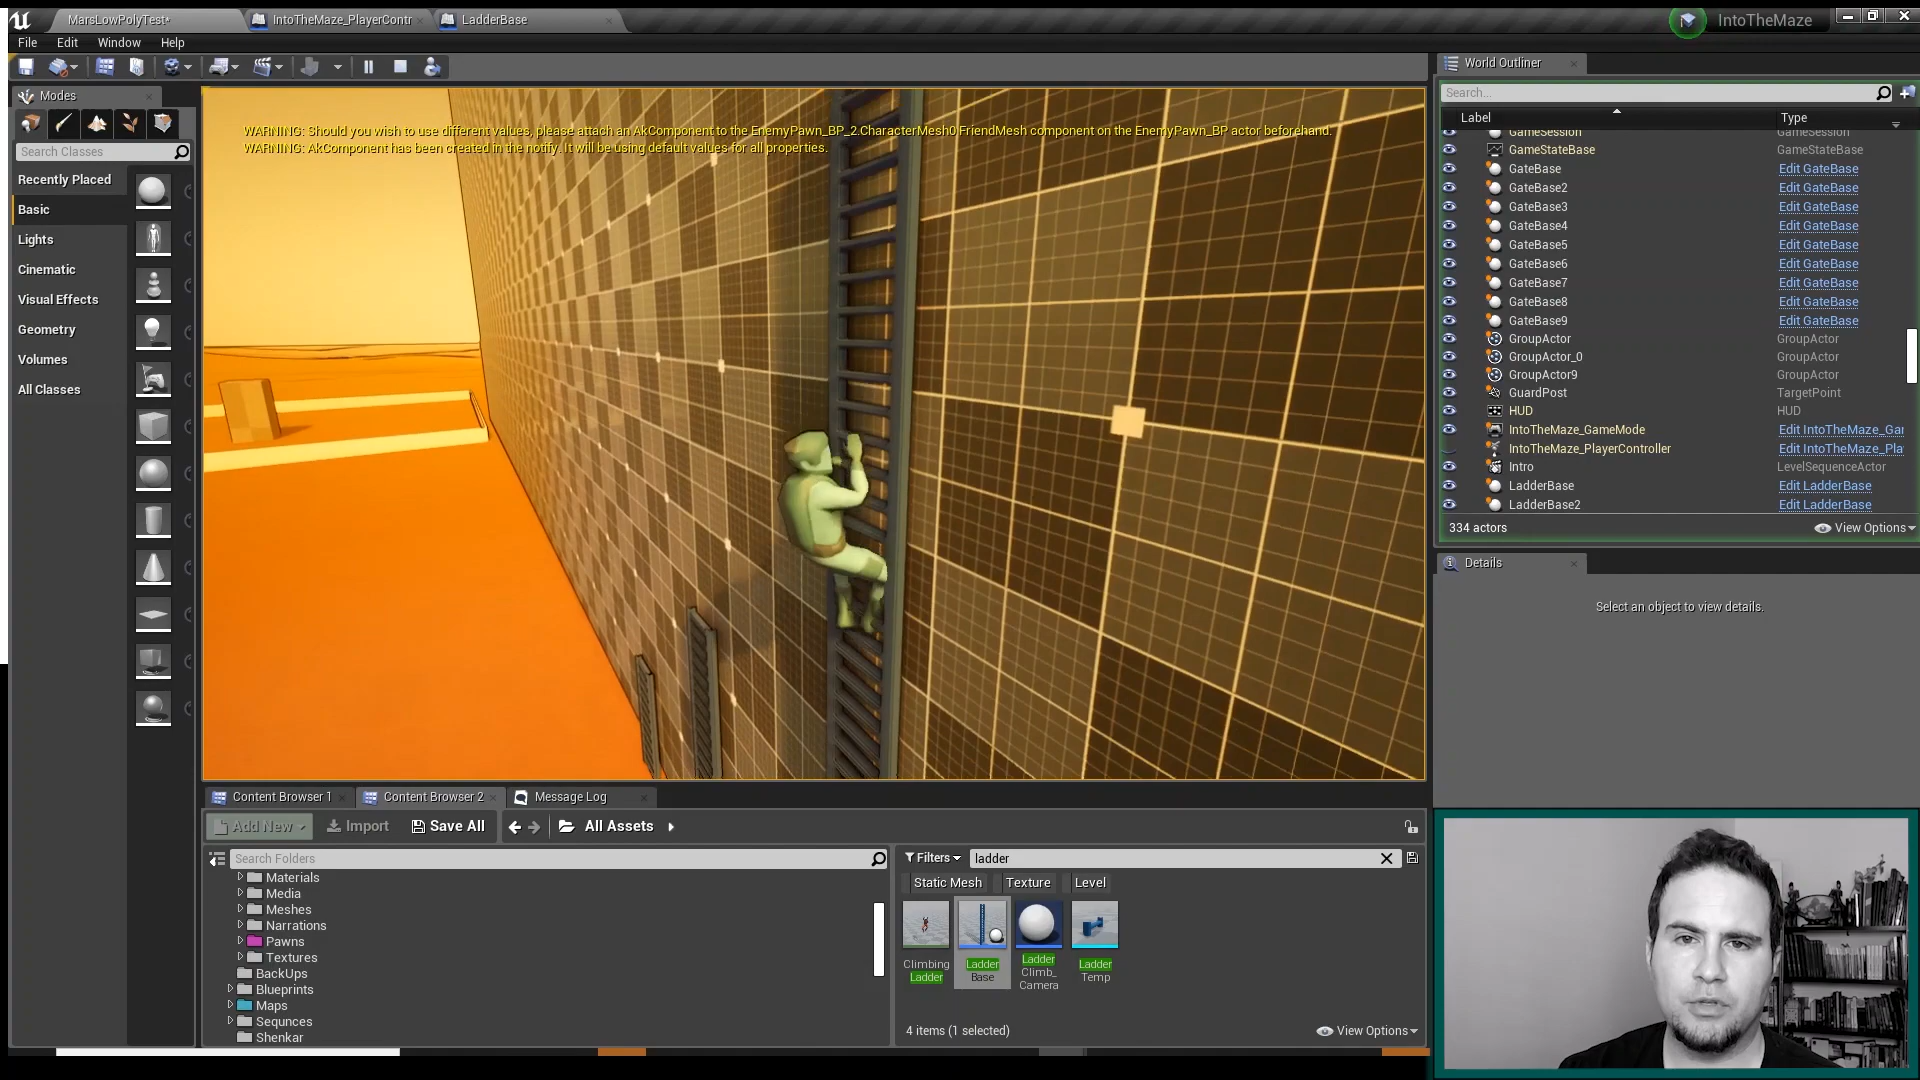 MarsLowPolyTest*
IntoTheMaze_PlayerContr
LadderBase
IntoTheMaze
File
Edit
Window
Help
Modes
Search Classes
Recently Placed
Basic
Lights
Cinematic
Visual Effects
Geometry
Volumes
All Classes
WARNING: Should you wish to use different values, please attach an AkComponent to the EnemyPawn_BP_2.CharacterMesh0 FriendMesh component on the EnemyPawn_BP actor beforehand.
WARNING: AkComponent has been created in the notify. It will be using default values for all properties.
World Outliner
Search...
Label Type
GameSession GameSession
GameStateBase GameStateBase
GateBase Edit GateBase
GateBase2 Edit GateBase
GateBase3 Edit GateBase
GateBase4 Edit GateBase
GateBase5 Edit GateBase
GateBase6 Edit GateBase
GateBase7 Edit GateBase
GateBase8 Edit GateBase
GateBase9 Edit GateBase
GroupActor GroupActor
GroupActor_0 GroupActor
GroupActor9 GroupActor
GuardPost TargetPoint
HUD HUD
IntoTheMaze_GameMode Edit IntoTheMaze_Gar
IntoTheMaze_PlayerController Edit IntoTheMaze_Pla
Intro LevelSequenceActor
LadderBase Edit LadderBase
LadderBase2 Edit LadderBase
334 actors View Options
Details
Select an object to view details.
Content Browser 1
Content Browser 2
Message Log
Add New
Import
Save All
All Assets
Search Folders
Materials
Media
Meshes
Narrations
Pawns
Textures
BackUps
Blueprints
Maps
Sequnces
Shenkar
Filters ladder
Static Mesh Texture Level
Climbing
Ladder
Ladder
Base
Ladder
Climb_
Camera
Ladder
Temp
4 items (1 selected)
View Options